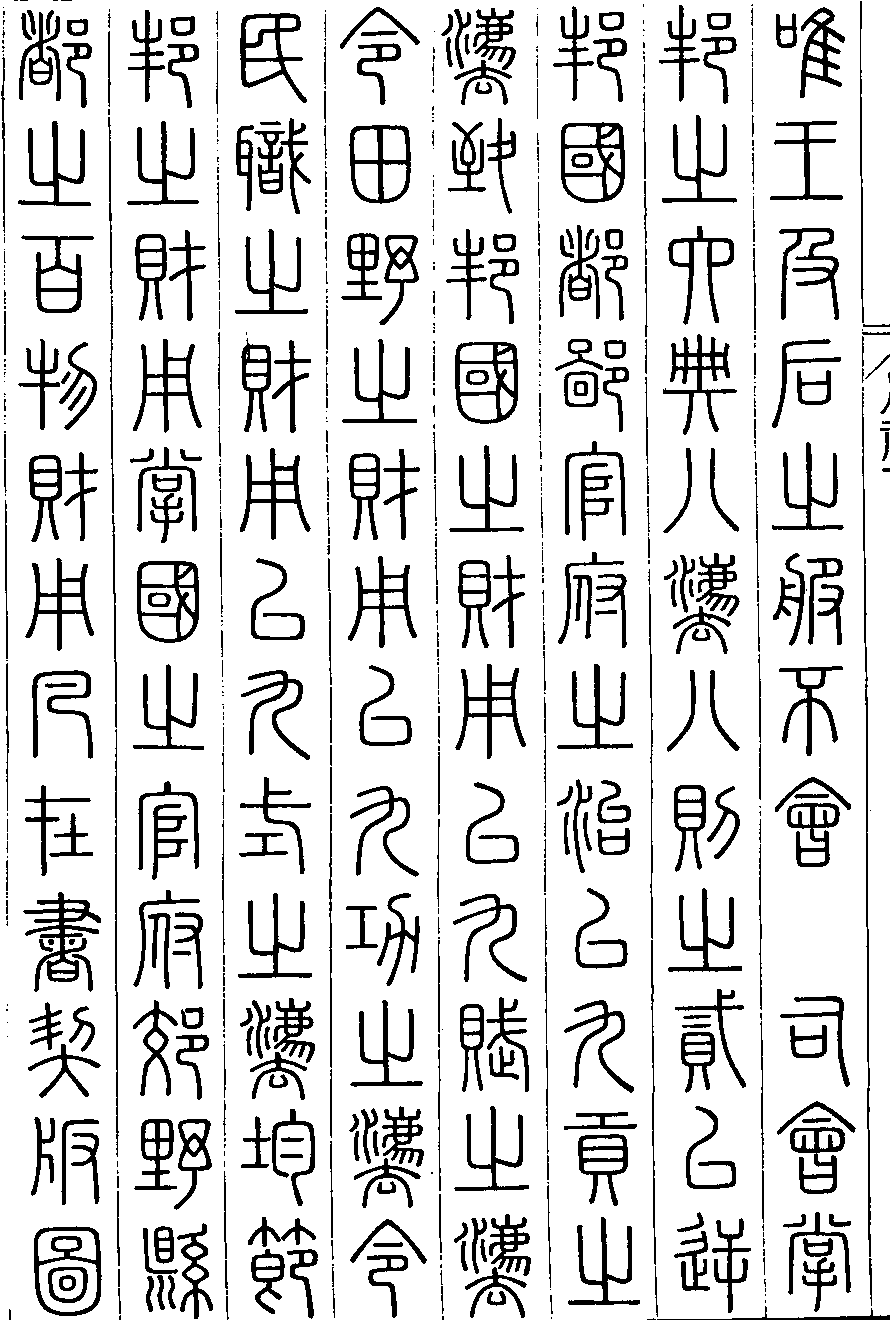 唯王及后之服不會　司會掌
邦之六典八灋八則之貳以逆
邦國都鄙官府之治以九貢之
灋致邦國之財用以九賦之灋
令田野之財用以九功之灋令
民職之財用以九式之灋均節
邦之財用掌國之官府郊野縣
都之百物財用凡在書契版圖